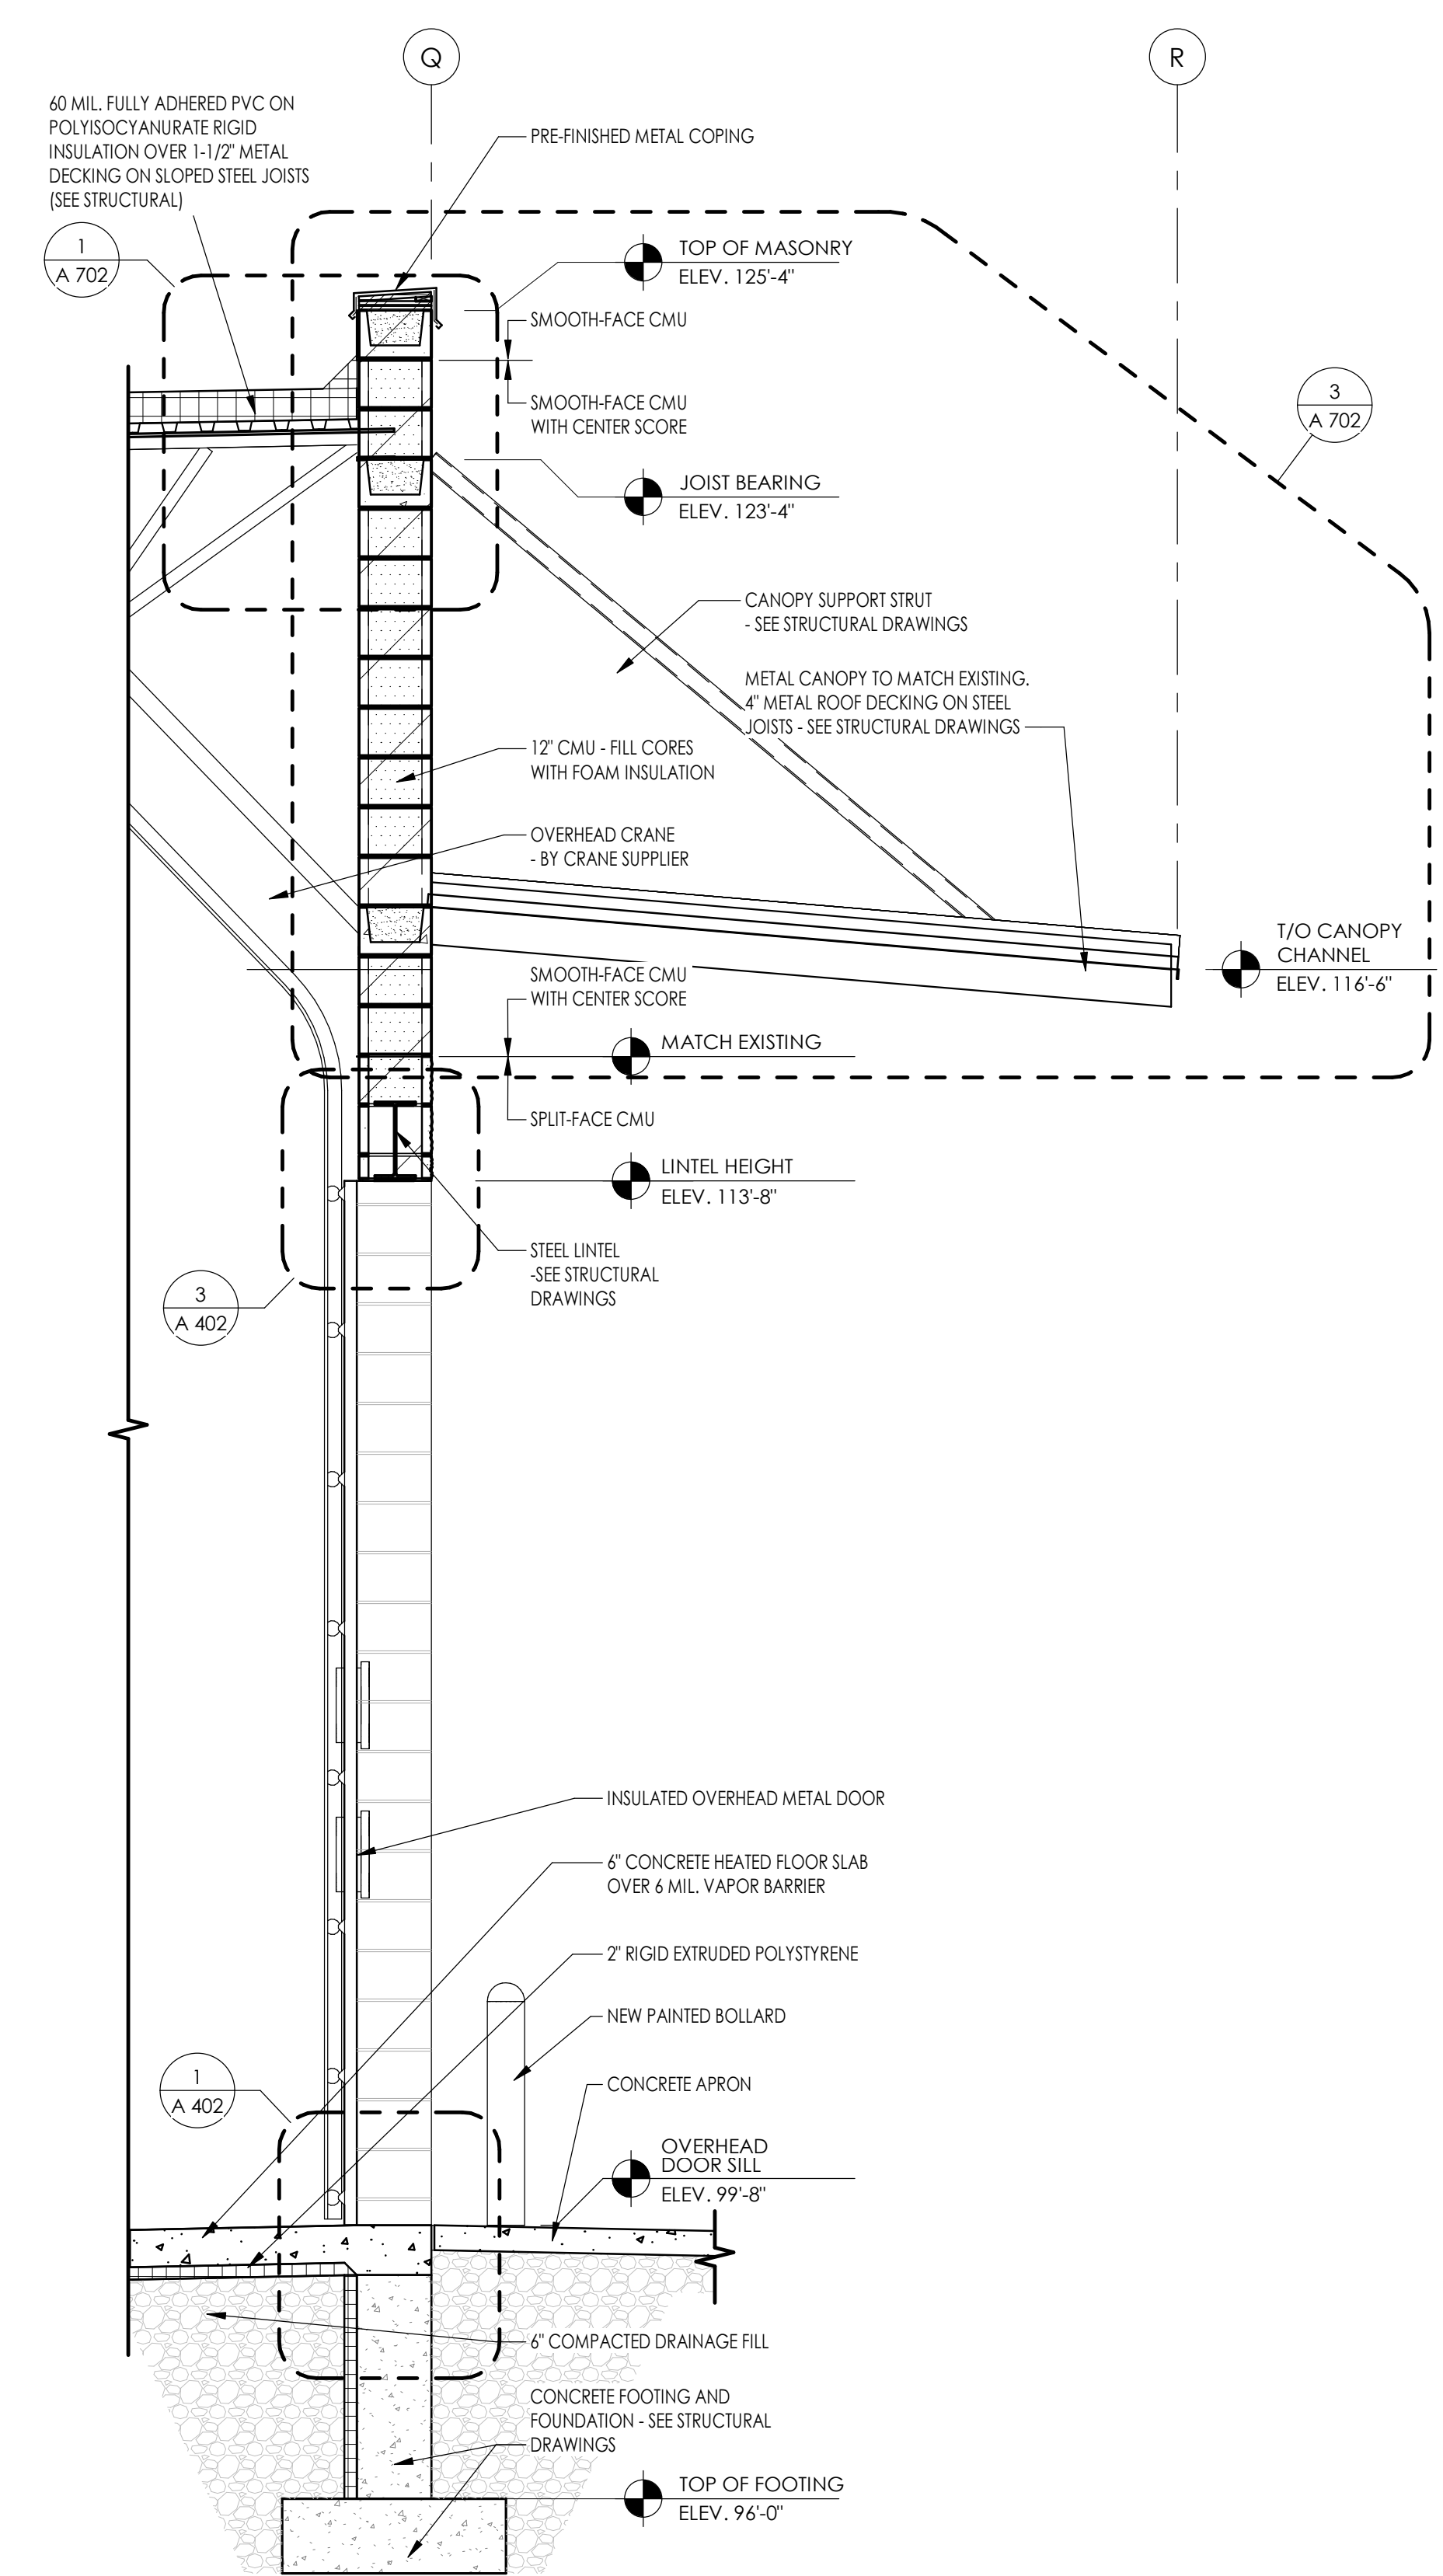 Q
R
60 MIL. FULLY ADHERED PVC ON
POLYISOCYANURATE RIGID
INSULATION OVER 1-1/2" METAL
DECKING ON SLOPED STEEL JOISTS
(SEE STRUCTURAL)
PRE-FINISHED METAL COPING
1
A 702
TOP OF MASONRY
ELEV. 125'-4"
SMOOTH-FACE CMU
SMOOTH-FACE CMU
WITH CENTER SCORE
3
A 702
JOIST BEARING
ELEV. 123'-4"
CANOPY SUPPORT STRUT
- SEE STRUCTURAL DRAWINGS
METAL CANOPY TO MATCH EXISTING.
4" METAL ROOF DECKING ON STEEL
JOISTS - SEE STRUCTURAL DRAWINGS
12" CMU - FILL CORES
WITH FOAM INSULATION
OVERHEAD CRANE
- BY CRANE SUPPLIER
T/O CANOPY
CHANNEL
ELEV. 116'-6"
SMOOTH-FACE CMU
WITH CENTER SCORE
MATCH EXISTING
SPLIT-FACE CMU
LINTEL HEIGHT
ELEV. 113'-8"
STEEL LINTEL
-SEE STRUCTURAL
DRAWINGS
3
A 402
INSULATED OVERHEAD METAL DOOR
6" CONCRETE HEATED FLOOR SLAB
OVER 6 MIL. VAPOR BARRIER
2" RIGID EXTRUDED POLYSTYRENE
NEW PAINTED BOLLARD
1
A 402
CONCRETE APRON
OVERHEAD
DOOR SILL
ELEV. 99'-8"
6" COMPACTED DRAINAGE FILL
CONCRETE FOOTING AND
FOUNDATION - SEE STRUCTURAL
DRAWINGS
TOP OF FOOTING
ELEV. 96'-0"